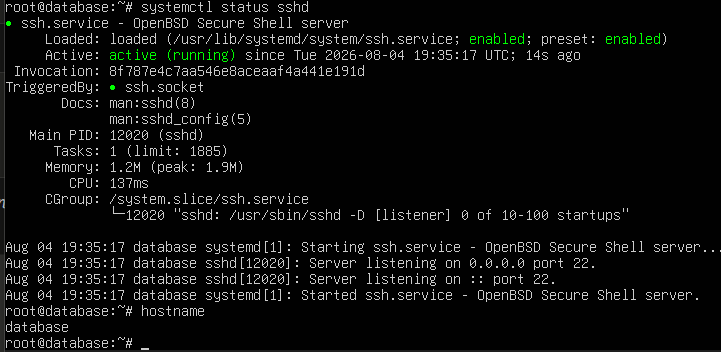 root@database:~# systemctl status sshd
● ssh.service - OpenBSD Secure Shell server
     Loaded: loaded (/usr/lib/systemd/system/ssh.service; enabled; preset: enabled)
     Active: active (running) since Tue 2026-08-04 19:35:17 UTC; 14s ago
 Invocation: 8f787e4c7aa546e8aceaaf4a441e191d
TriggeredBy: ● ssh.socket
       Docs: man:sshd(8)
             man:sshd_config(5)
   Main PID: 12020 (sshd)
      Tasks: 1 (limit: 1885)
     Memory: 1.2M (peak: 1.9M)
        CPU: 137ms
     CGroup: /system.slice/ssh.service
             └─12020 "sshd: /usr/sbin/sshd -D [listener] 0 of 10-100 startups"

Aug 04 19:35:17 database systemd[1]: Starting ssh.service - OpenBSD Secure Shell server...
Aug 04 19:35:17 database sshd[12020]: Server listening on 0.0.0.0 port 22.
Aug 04 19:35:17 database sshd[12020]: Server listening on :: port 22.
Aug 04 19:35:17 database systemd[1]: Started ssh.service - OpenBSD Secure Shell server.
root@database:~# hostname
database
root@database:~# _